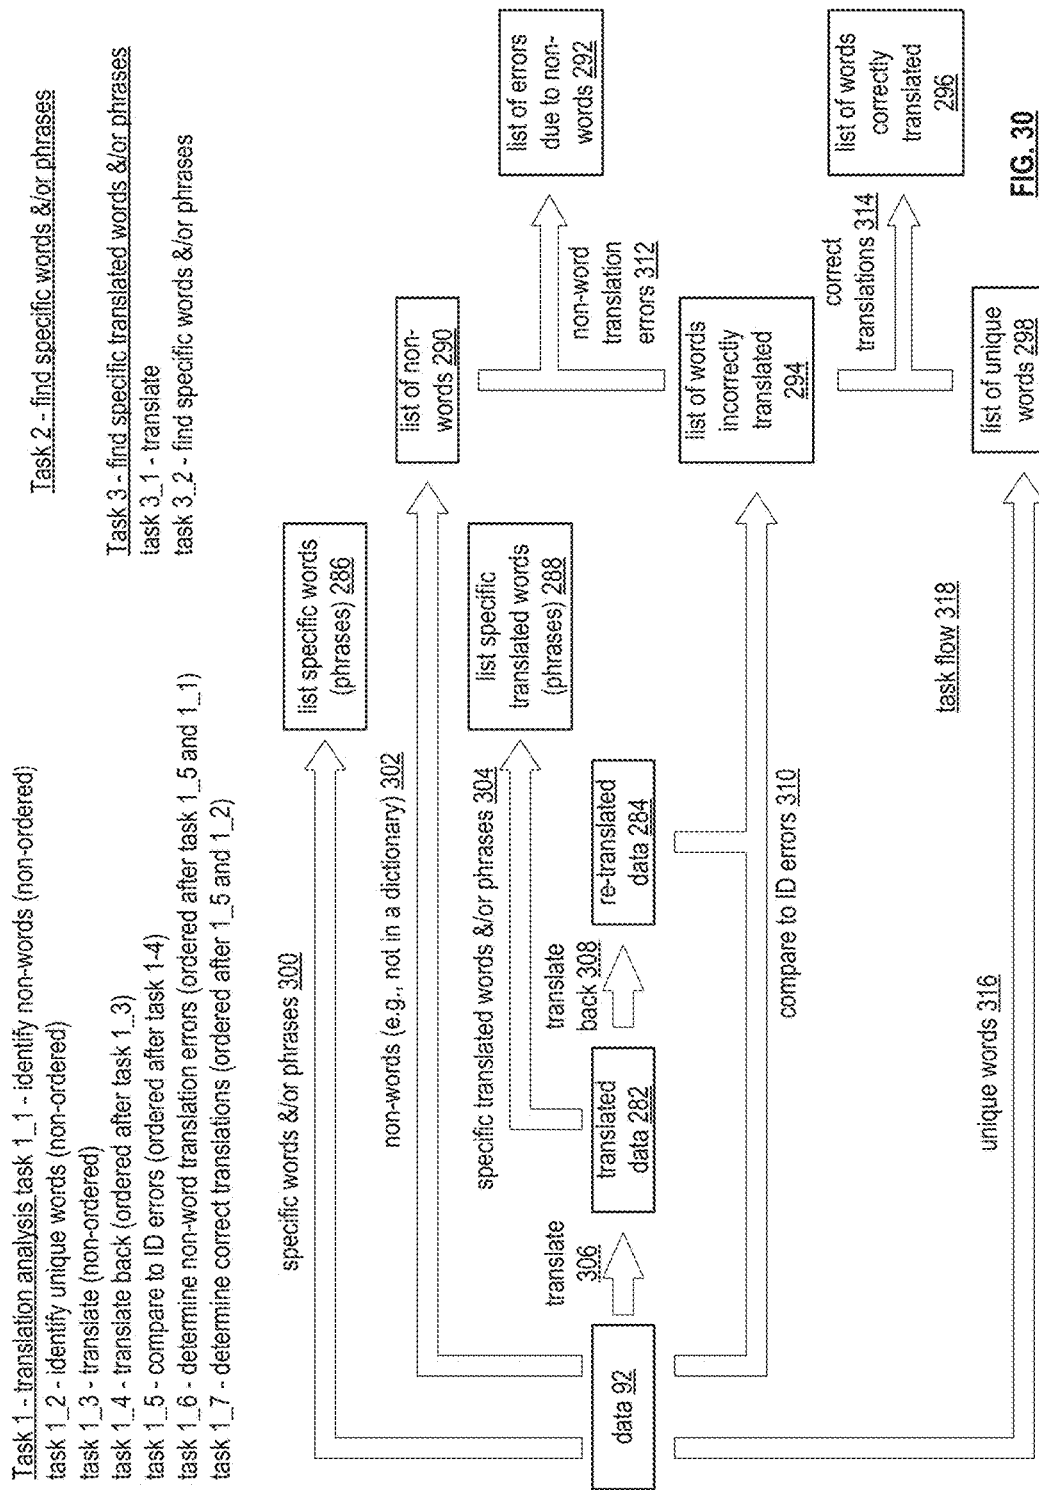 Task 1 - translation analysis task 1_1 - identify non-words (non-ordered)
task 1_2 - identify unique words (non-ordered)
task 1_3 - translate (non-ordered)
task 1_4 - translate back (ordered after task 1_3)
task 1_5 - compare to ID errors (ordered after task 1-4)
task 1_6 - determine non-word translation errors (ordered after task 1_5 and 1_1)
task 1_7 - determine correct translations (ordered after 1_5 and 1_2)
Task 2 - find specific words &/or phrases
Task 3 - find specific translated words &/or phrases
task 3_1 - translate
task 3_2 - find specific words &/or phrases
specific words &/or phrases 300
list specific words
(phrases) 286
non-words (e.g., not in a dictionary) 302
list of non-
words 290
specific translated words &/or phrases 304
list specific
translated words
(phrases) 288
list of errors
due to non-
words 292
data 92
translate
306
translated
data 282
translate
back 308
re-translated
data 284
non-word
translation
errors 312
compare to ID errors 310
list of words
incorrectly
translated
294
correct
translations 314
list of words
correctly
translated
296
task flow 318
unique words 316
list of unique
words 298
FIG. 30